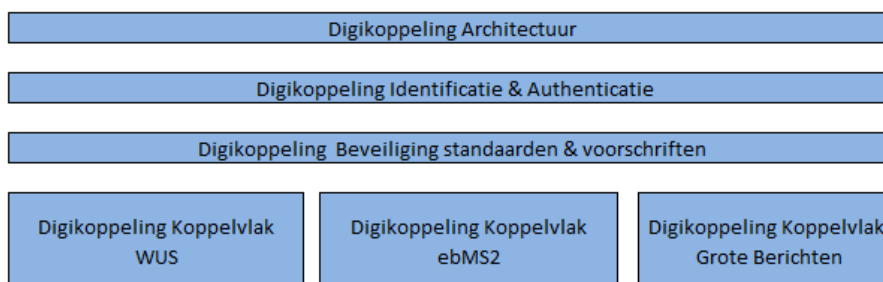 Digikoppeling Architectuur
Digikoppeling Identificatie & Authenticatie
Digikoppeling Beveiliging standaarden & voorschriften
Digikoppeling Koppelvlak
WUS
Digikoppeling Koppelvlak
ebMS2
Digikoppeling Koppelvlak
Grote Berichten